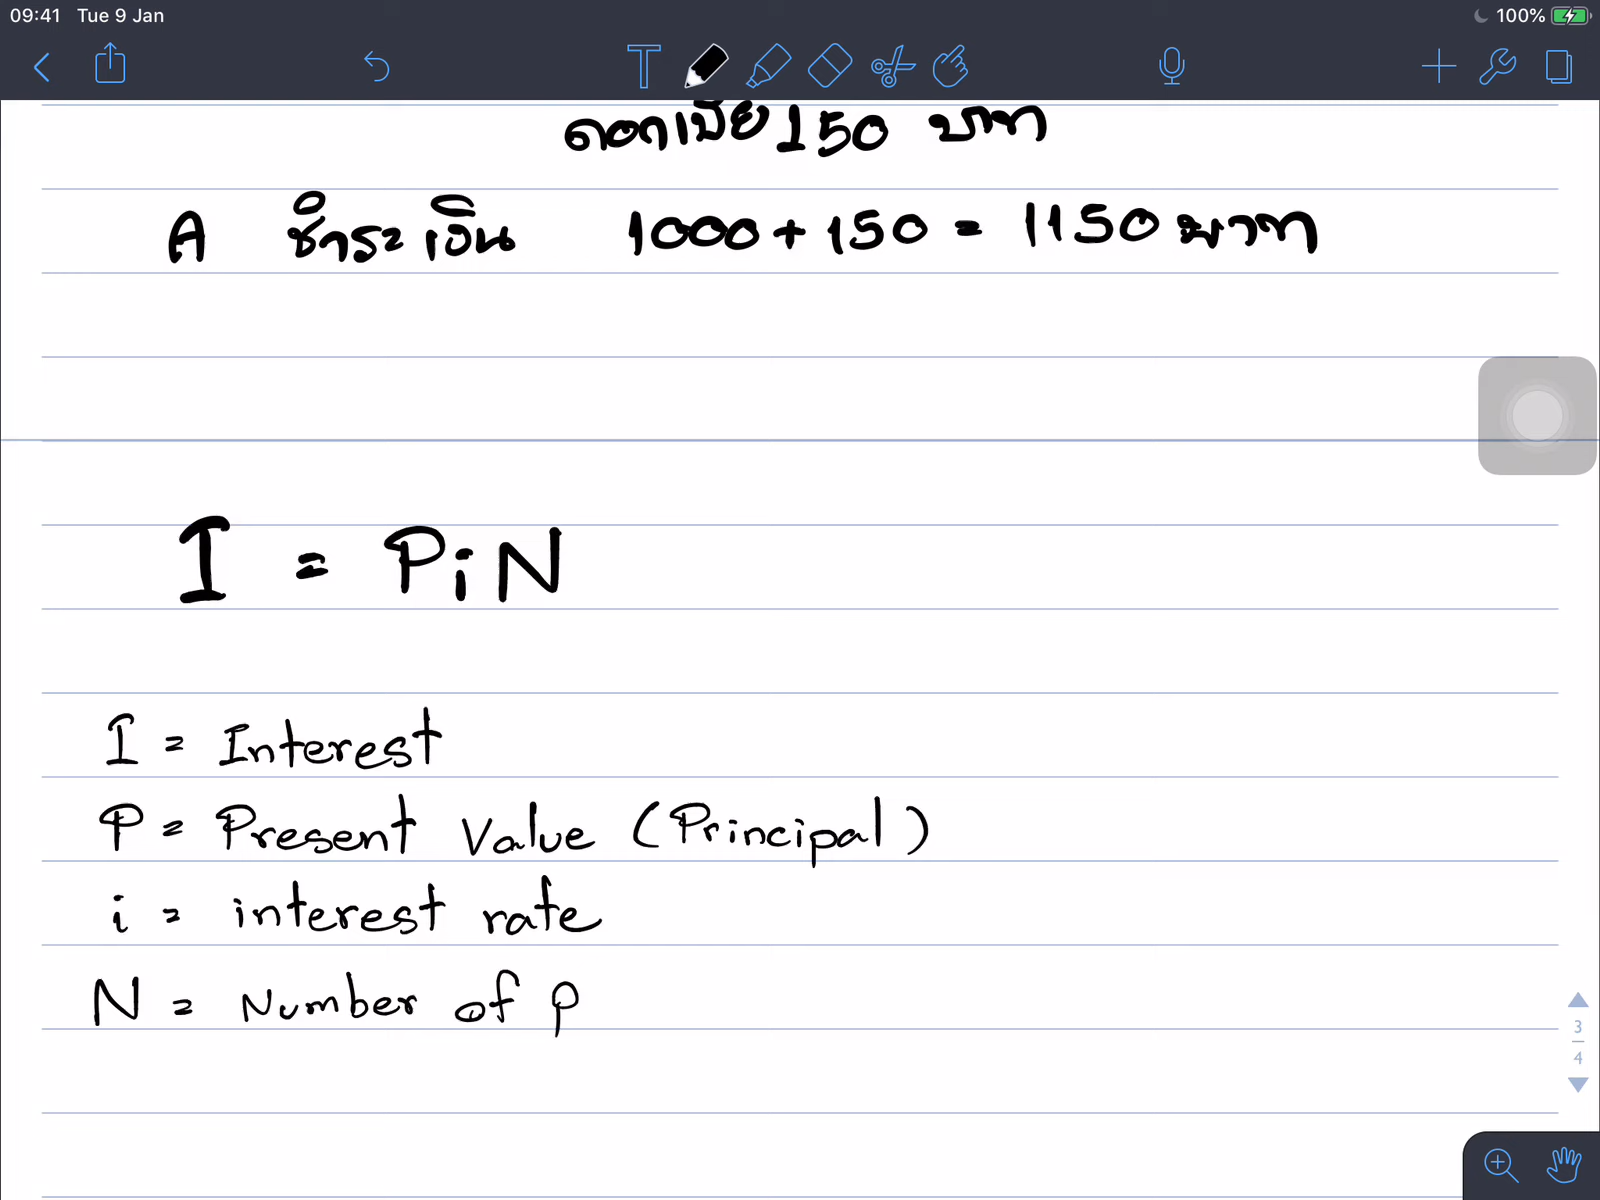 09:41 Tue 9 Jan 100%
ดอกเบี้ย 150 บาท
A ชำระเงิน 1000 + 150 = 1150 บาท
I = PiN
I = Interest
P = Present Value (Principal)
i = interest rate
N = Number of p
3
4